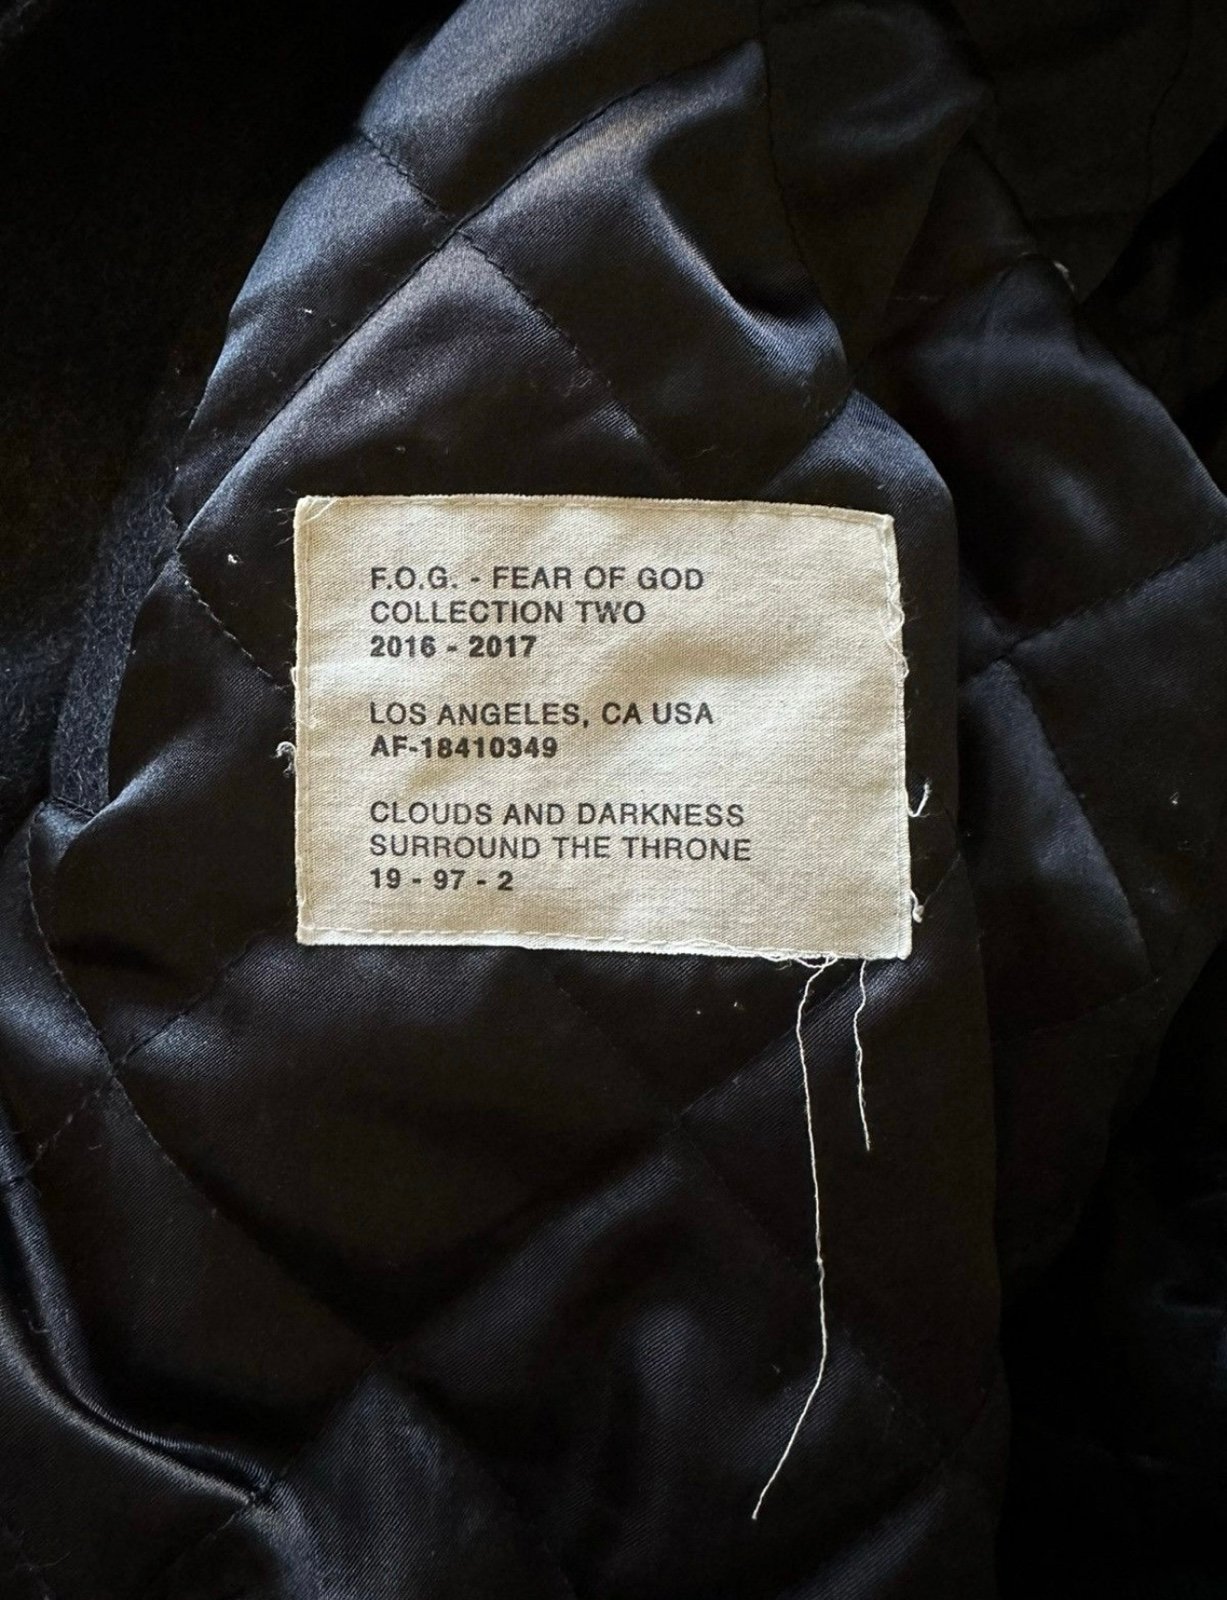 F.O.G. - FEAR OF GOD
COLLECTION TWO
2016 - 2017
LOS ANGELES, CA USA
AF-18410349
CLOUDS AND DARKNESS
SURROUND THE THRONE
19 - 97 - 2